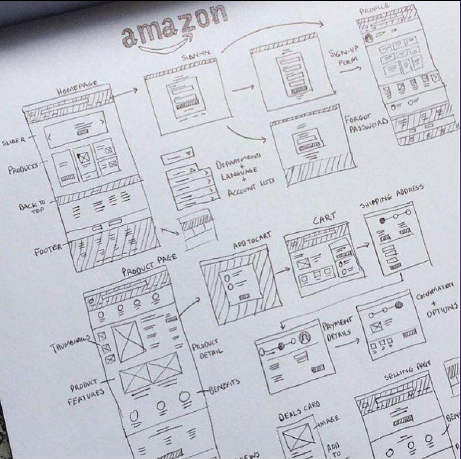 amazon
PROFILE
SIGN-IN
SIGN-UP
FORM
HOMEPAGE
SLIDER
PRODUCTS
FORGOT
PASSWORD
DEPARTMENTS
+
LANGUAGE
+
ACCOUNT LISTS
BACK TO
TOP
FOOTER
SHIPPING ADDRESS
CART
ADD TO CART
PRODUCT PAGE
THUMBNAILS
PRODUCT
DETAIL
PAYMENT
DETAILS
+
OPTIONS
PRODUCT
FEATURES
BENEFITS
SELLING PAGE
DEALS CARD
IMAGE
ADD
TO